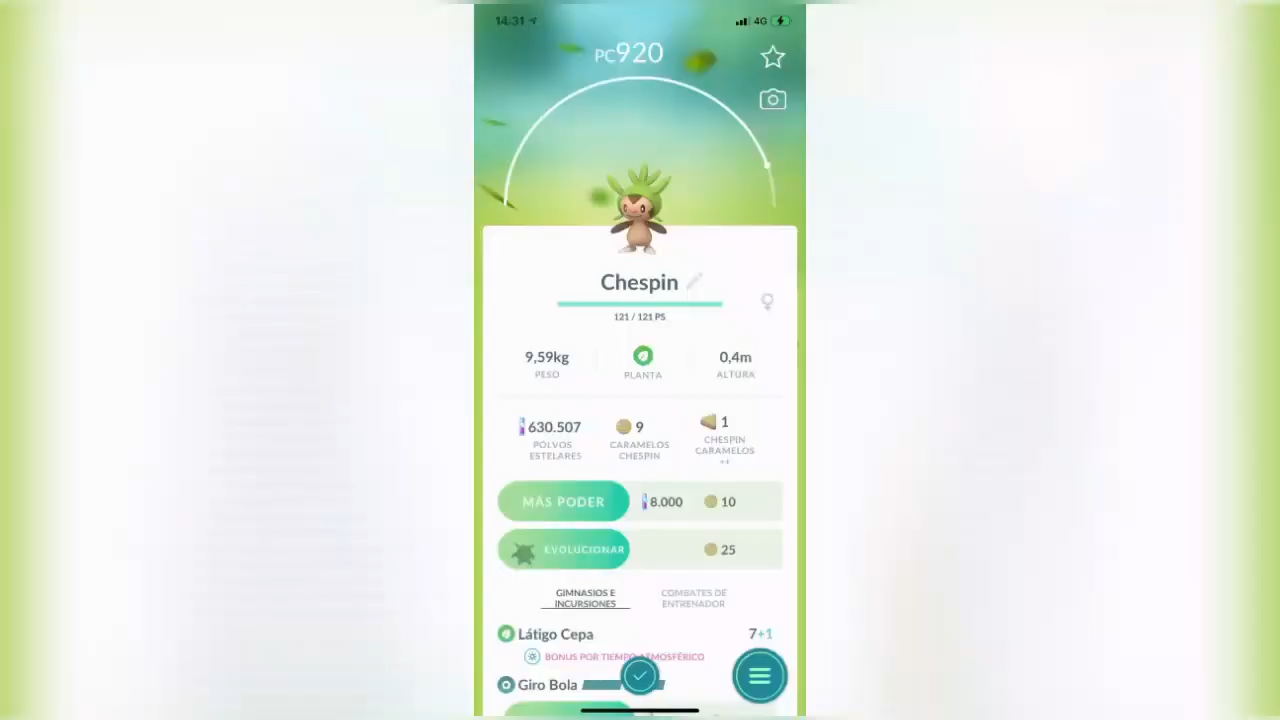 14:31
4G
PC920
Chespin
121 / 121 PS
9,59kg
PESO
PLANTA
0,4m
ALTURA
630.507
POLVOS
ESTELARES
9
CARAMELOS
CHESPIN
1
CHESPIN
CARAMELOS
MÁS PODER
8.000
10
EVOLUCIONAR
25
GIMNASIOS E
INCURSIONES
COMBATES DE
ENTRENADOR
Látigo Cepa
7+1
BONUS POR TIEMPO ATMOSFÉRICO
Giro Bola